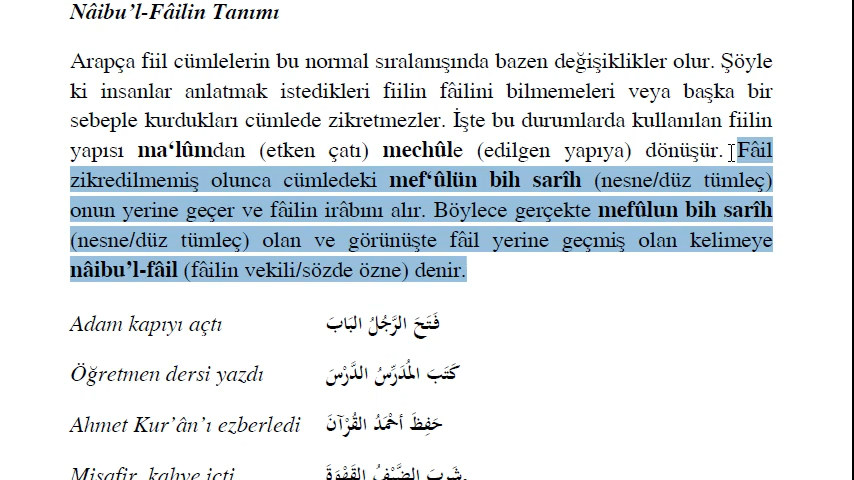 Nâibu’l-Fâilin Tanımı
Arapça fiil cümlelerin bu normal sıralanışında bazen değişiklikler olur. Şöyle
ki insanlar anlatmak istedikleri fiilin fâilini bilmemeleri veya başka bir
sebeple kurdukları cümlede zikretmezler. İşte bu durumlarda kullanılan fiilin
yapısı ma‘lûmdan (etken çatı) mechûle (edilgen yapıya) dönüşür. Fâil
zikredilmemiş olunca cümledeki mef‘ûlün bih sarîh (nesne/düz tümleç)
onun yerine geçer ve fâilin irâbını alır. Böylece gerçekte mefûlun bih sarîh
(nesne/düz tümleç) olan ve görünüşte fâil yerine geçmiş olan kelimeye
nâibu’l-fâil (fâilin vekili/sözde özne) denir.
Adam kapıyı açtı فَتَحَ الرَّجُلُ البَابَ
Öğretmen dersi yazdı كَتَبَ المُدَرِّسُ الدَّرْسَ
Ahmet Kur’ân’ı ezberledi حَفِظَ أَحْمَدُ القُرْآنَ
Misafir, kahve içti شَرِبَ الضَّيْفُ القَهْوَةَ.